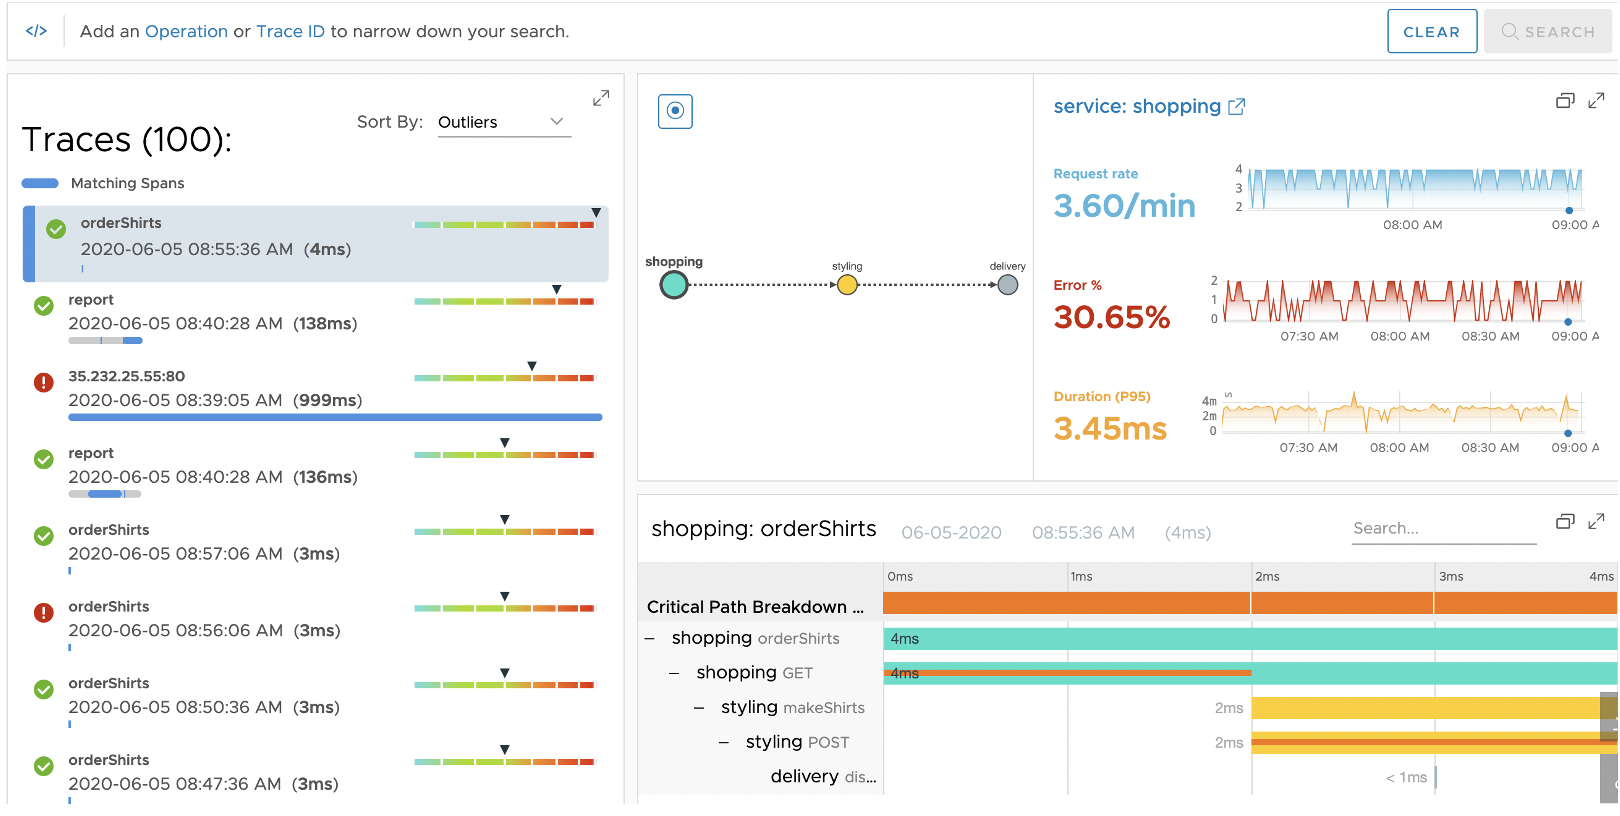 </> Add an Operation or Trace ID to narrow down your search.
CLEAR
SEARCH
Traces (100):
Sort By: Outliers
Matching Spans
orderShirts
2020-06-05 08:55:36 AM (4ms)
report
2020-06-05 08:40:28 AM (138ms)
35.232.25.55:80
2020-06-05 08:39:05 AM (999ms)
report
2020-06-05 08:40:28 AM (136ms)
orderShirts
2020-06-05 08:57:06 AM (3ms)
orderShirts
2020-06-05 08:56:06 AM (3ms)
orderShirts
2020-06-05 08:50:36 AM (3ms)
orderShirts
2020-06-05 08:47:36 AM (3ms)
shopping
styling
delivery
service: shopping
Request rate
3.60/min
4
3
2
08:00 AM 09:00 A
Error %
30.65%
2
1
0
07:30 AM 08:00 AM 08:30 AM 09:00 A
Duration (P95)
3.45ms
s
4m
2m
0
07:30 AM 08:00 AM 08:30 AM 09:00 A
shopping: orderShirts 06-05-2020 08:55:36 AM (4ms)
Search...
0ms 1ms 2ms 3ms 4ms
Critical Path Breakdown ...
shopping orderShirts 4ms
shopping GET 4ms
styling makeShirts 2ms
styling POST 2ms
delivery dis... < 1ms